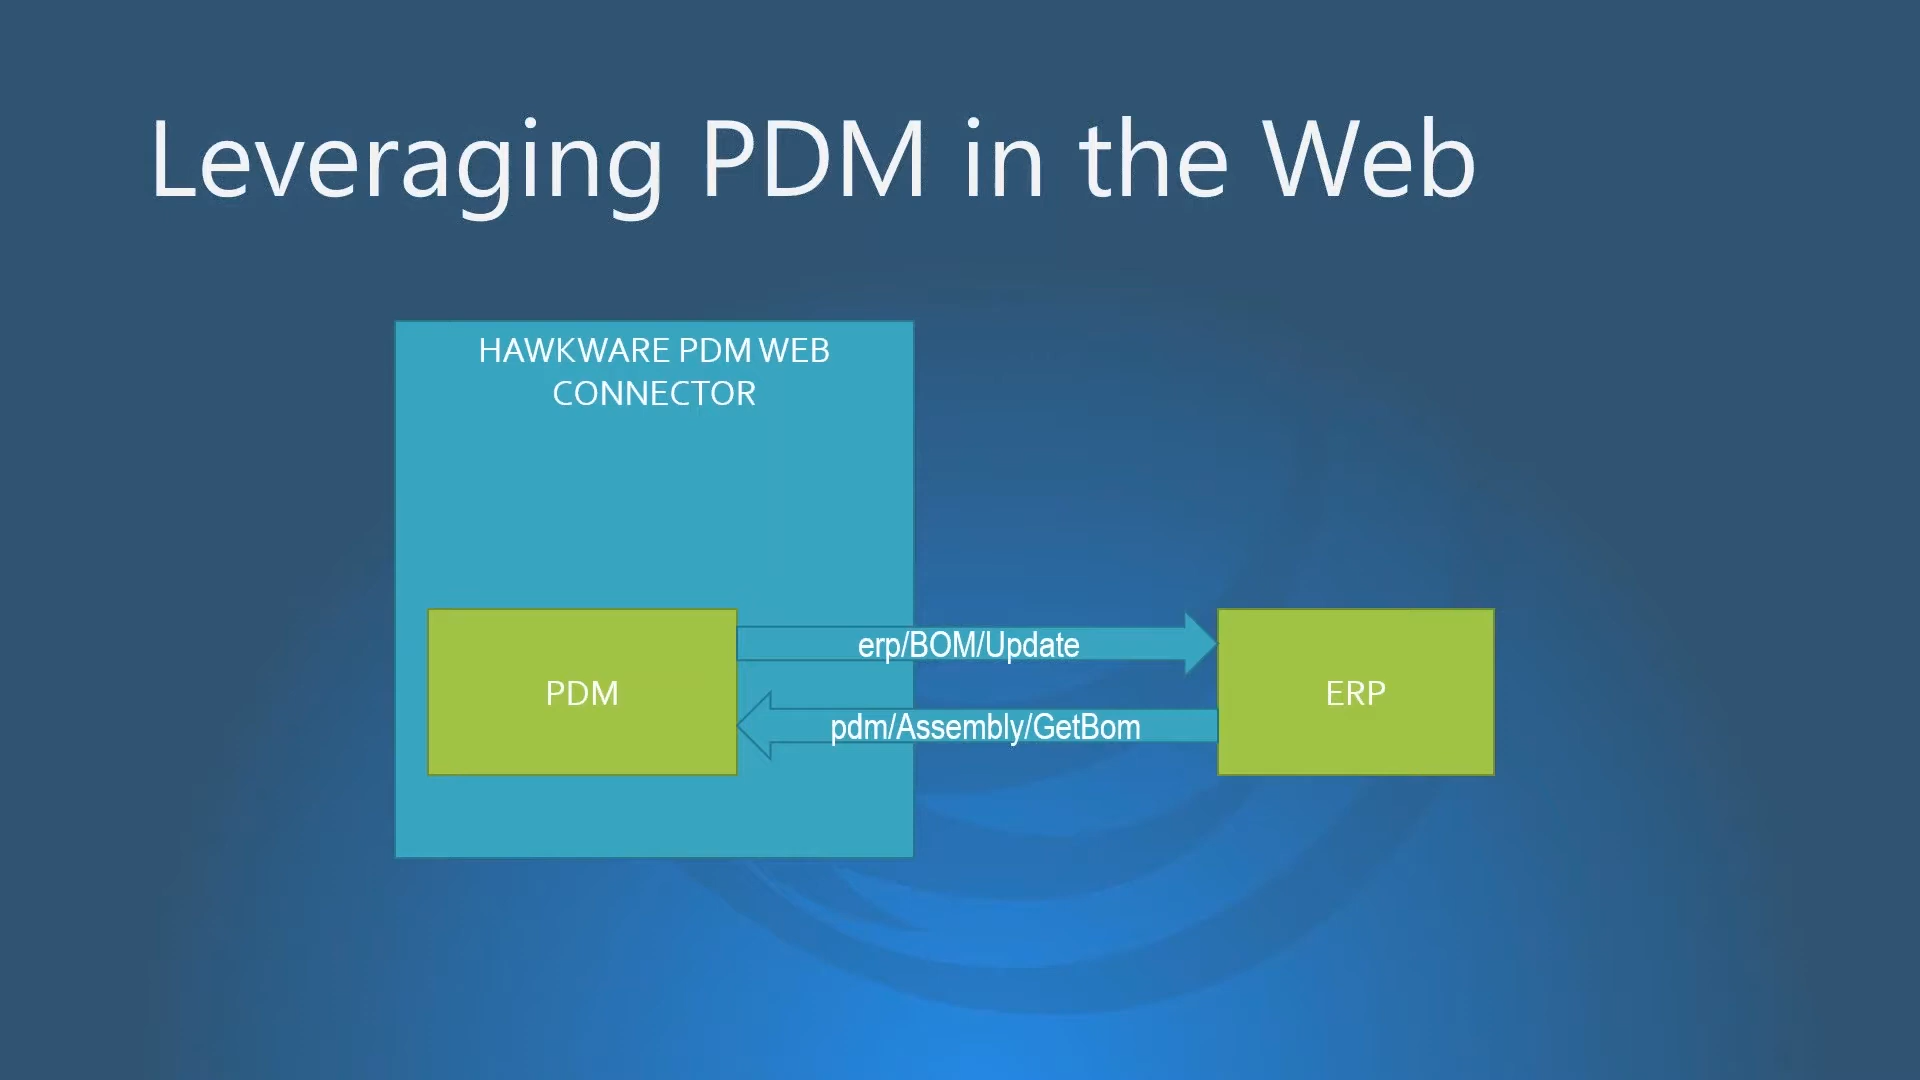 Leveraging PDM in the Web
HAWKWARE PDM WEB
CONNECTOR
erp/BOM/Update
PDM
ERP
pdm/Assembly/GetBom